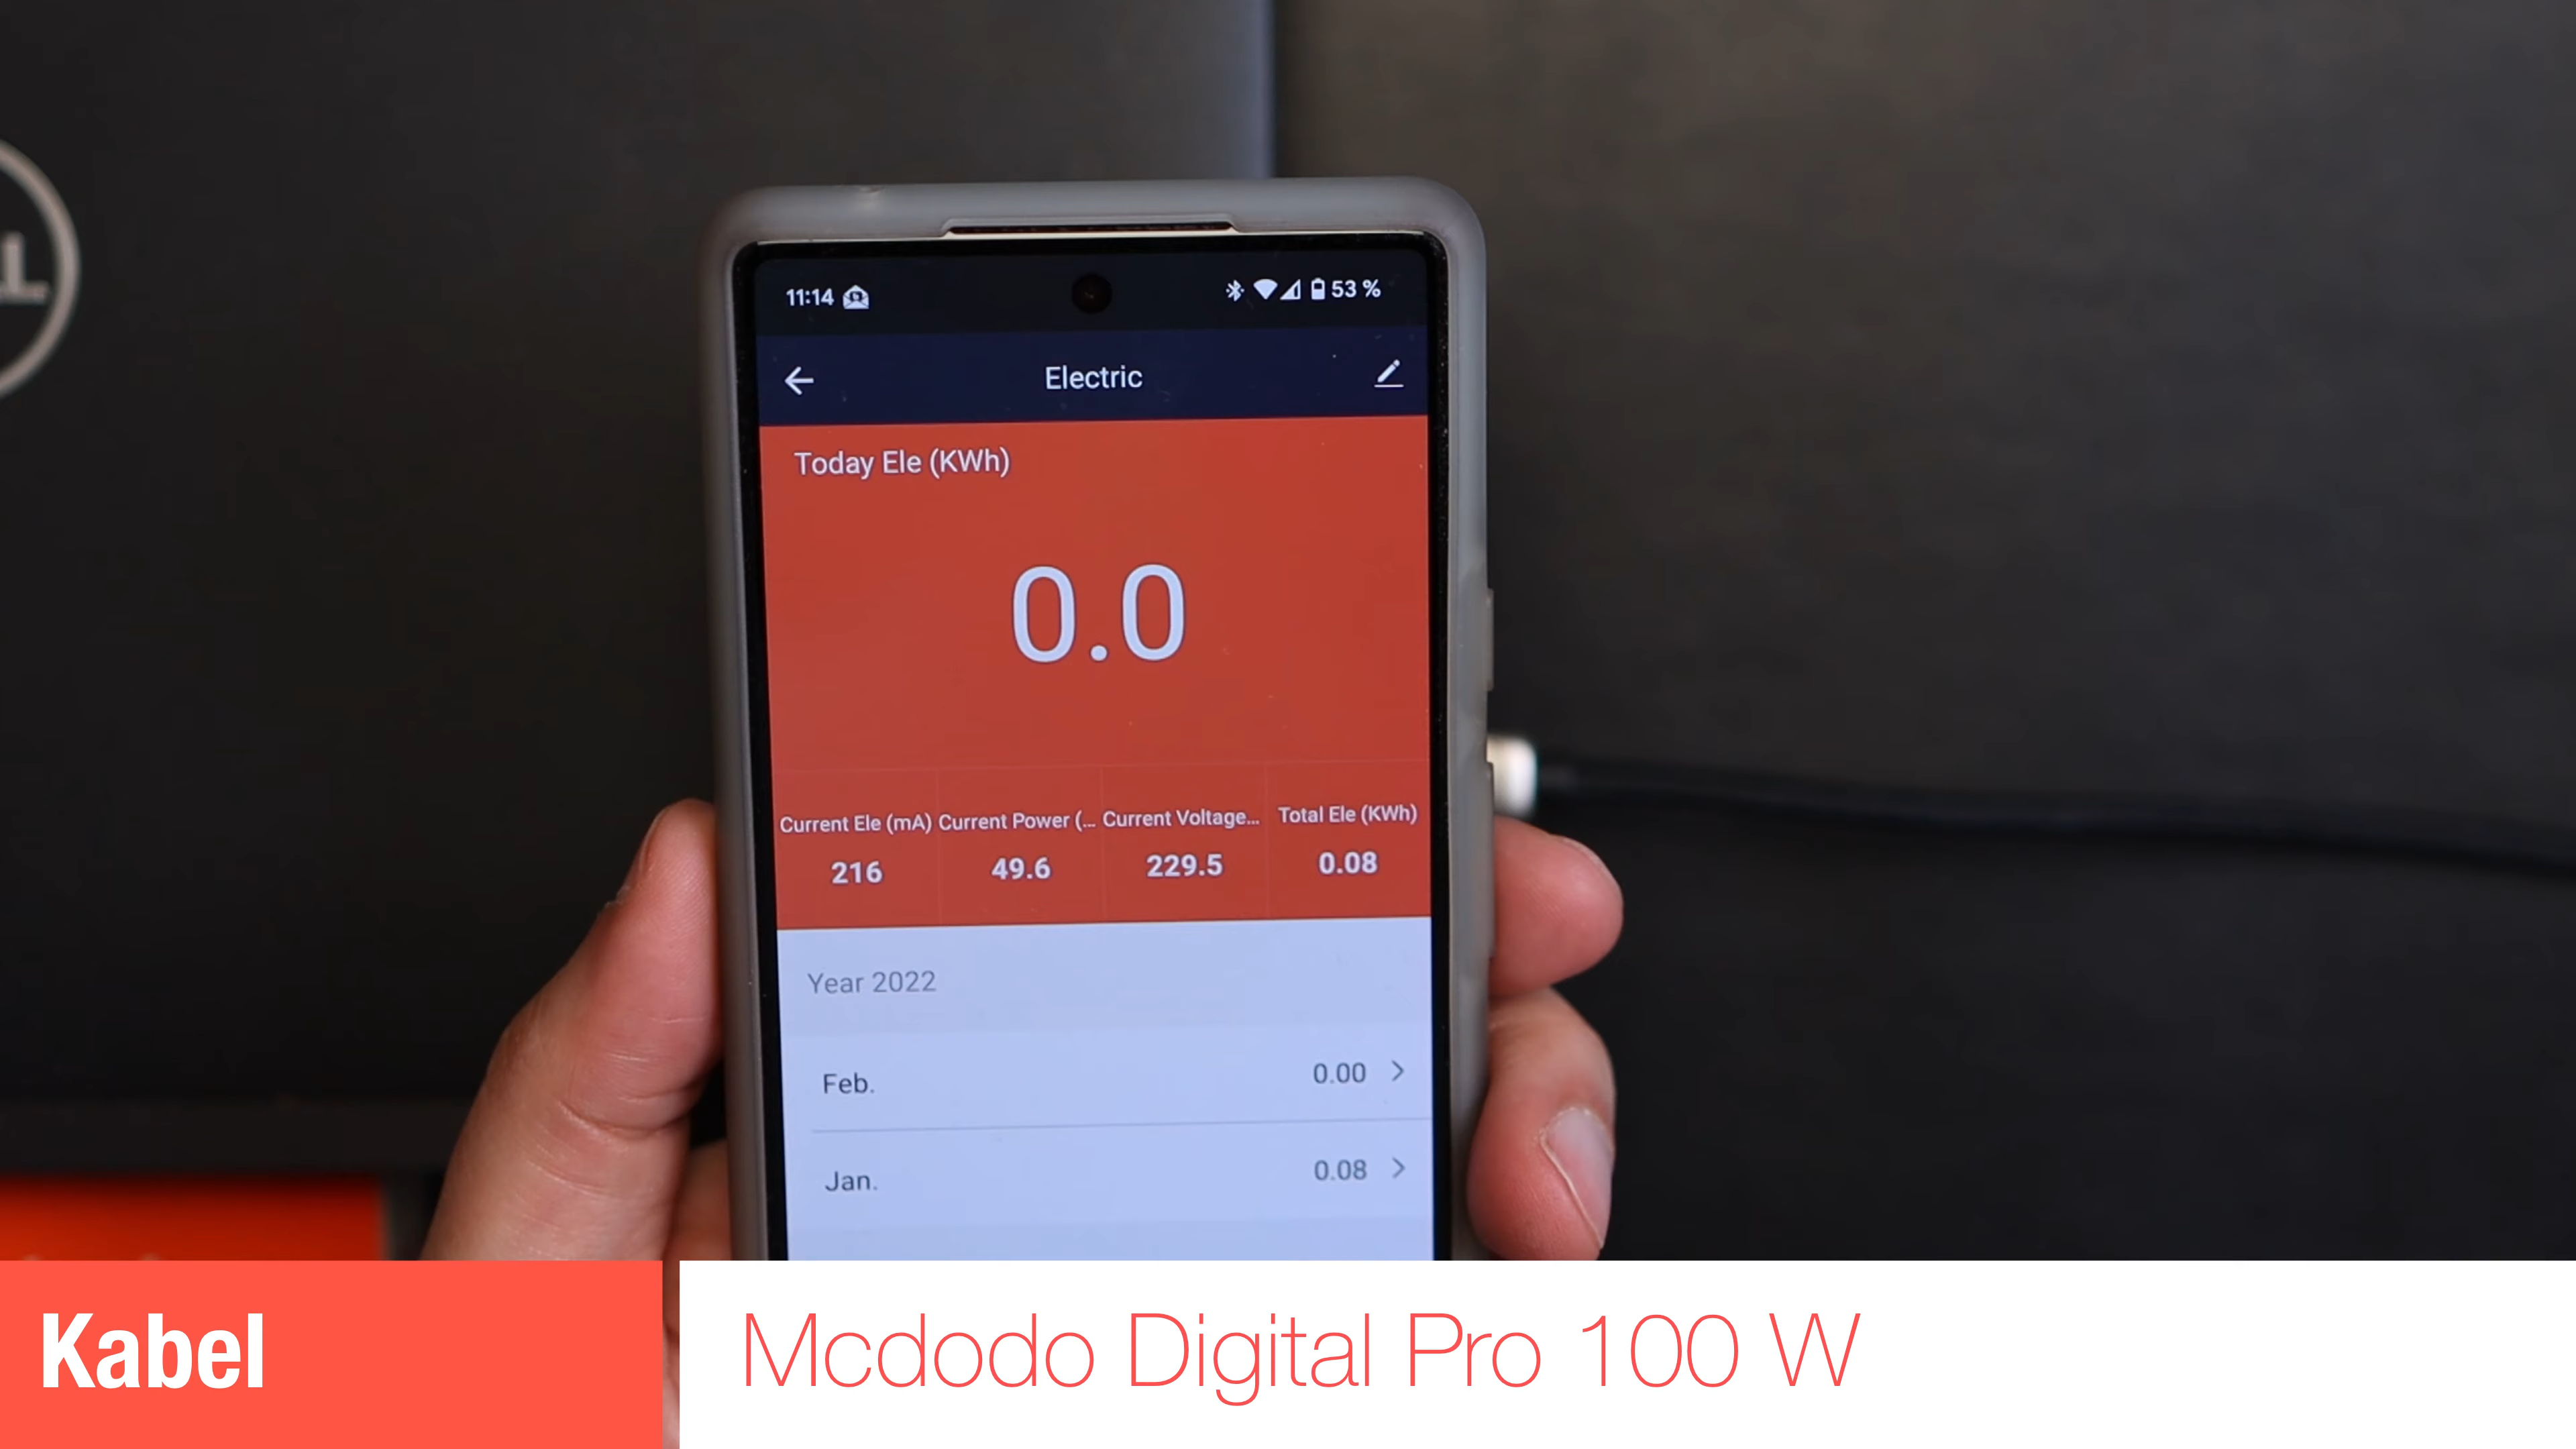 11:14
53 %
Electric
Today Ele (KWh)
0.0
Current Ele (mA) Current Power (... Current Voltage... Total Ele (KWh)
216 49.6 229.5 0.08
Year 2022
Feb. 0.00
Jan. 0.08
Kabel
Mcdodo Digital Pro 100 W